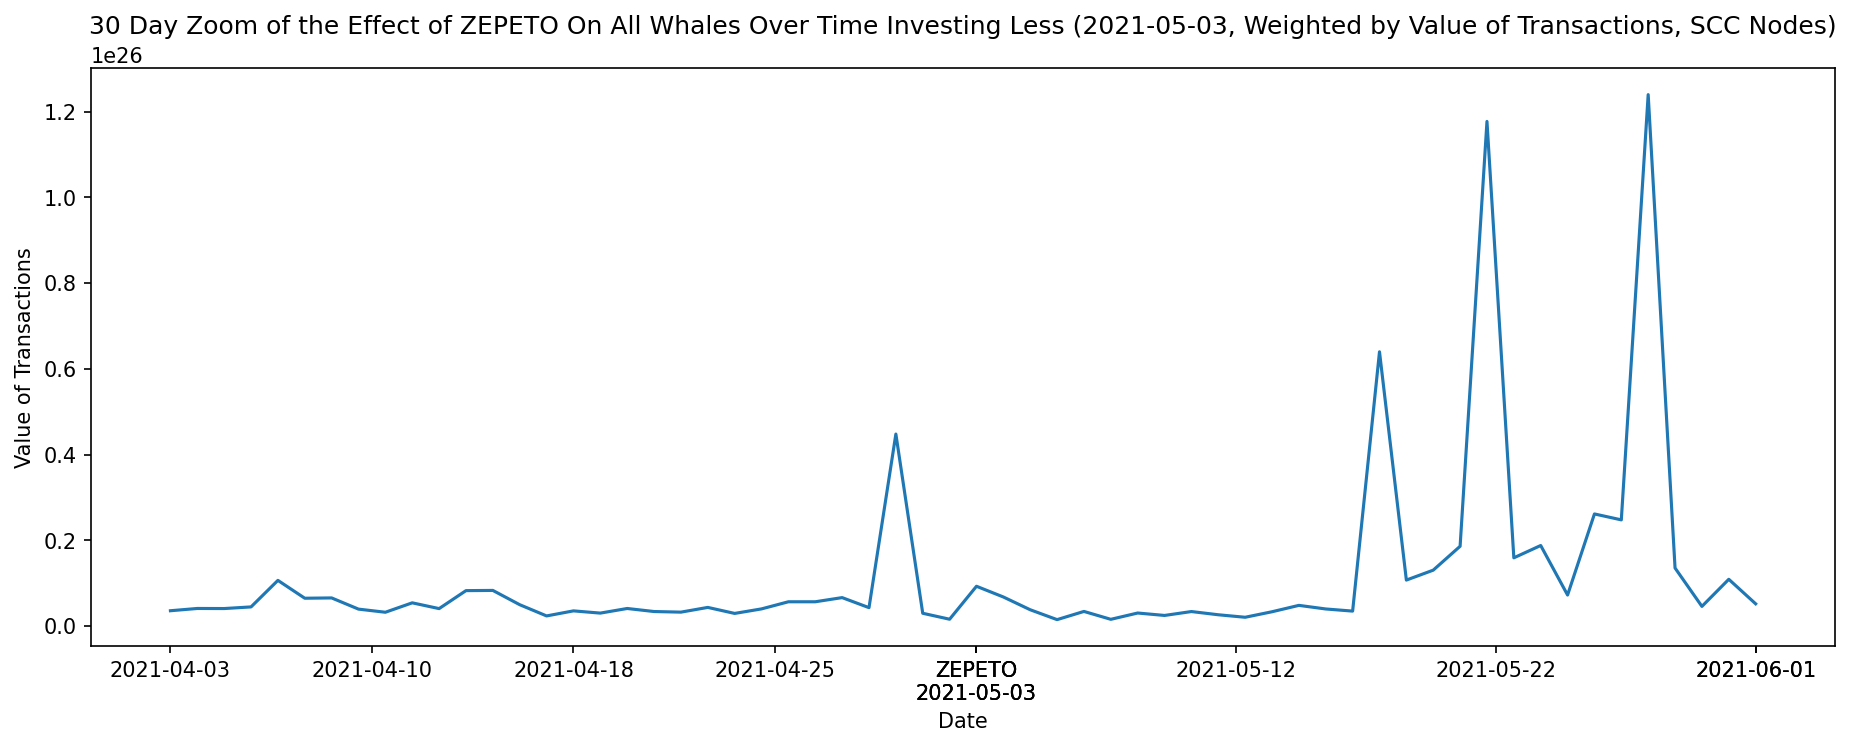 30 Day Zoom of the Effect of ZEPETO On All Whales Over Time Investing Less (2021-05-03, Weighted by Value of Transactions, SCC Nodes)
1e26
1.2
1.0
0.8
0.6
0.4
0.2
0.0
Value of Transactions
2021-04-03 2021-04-10 2021-04-18 2021-04-25 ZEPETO 2021-05-12 2021-05-22 2021-06-01
2021-05-03
Date